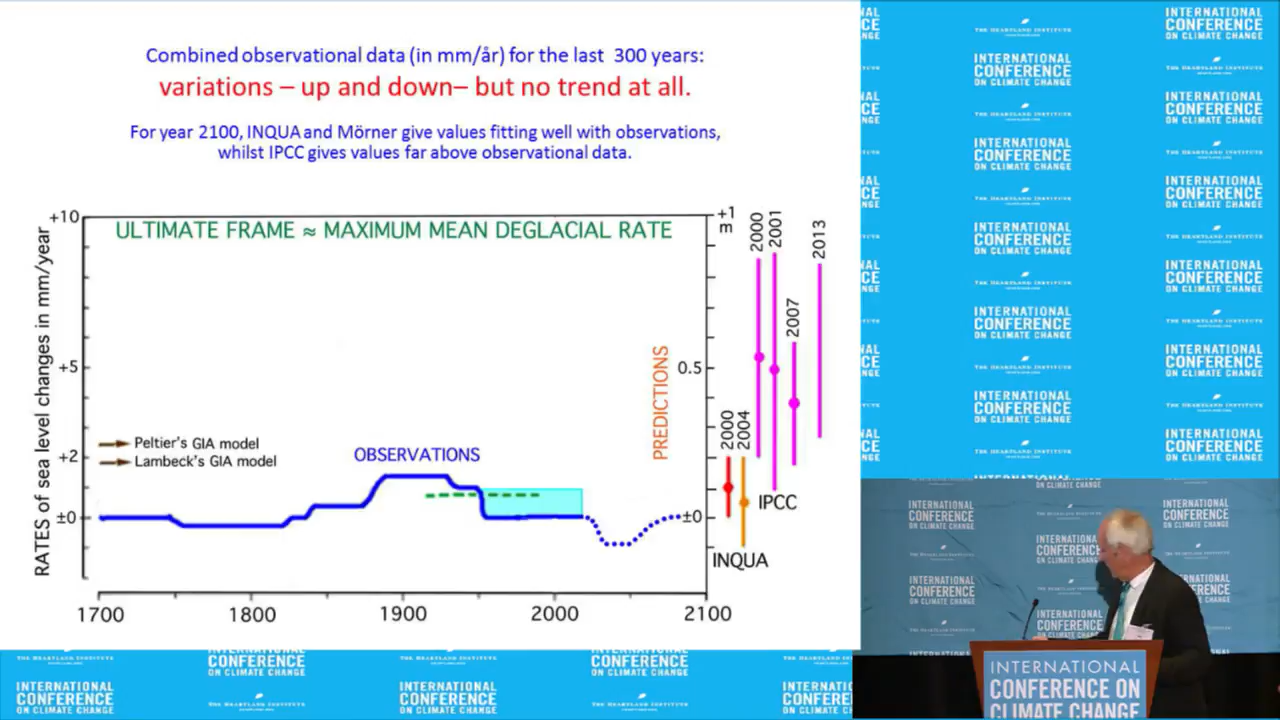 Combined observational data (in mm/år) for the last 300 years:
variations – up and down– but no trend at all.
For year 2100, INQUA and Mörner give values fitting well with observations,
whilst IPCC gives values far above observational data.
RATES of sea level changes in mm/year
+10
+5
+2
±0
ULTIMATE FRAME ≈ MAXIMUM MEAN DEGLACIAL RATE
Peltier's GIA model
Lambeck's GIA model
OBSERVATIONS
PREDICTIONS
+1
m
0.5
±0
2000
2004
INQUA
2000
2001
2007
2013
IPCC
1700
1800
1900
2000
2100
THE HEARTLAND INSTITUTE
INTERNATIONAL
CONFERENCE
ON CLIMATE CHANGE
INTERNATIONAL
CONFERENCE ON
CLIMATE CHANGE